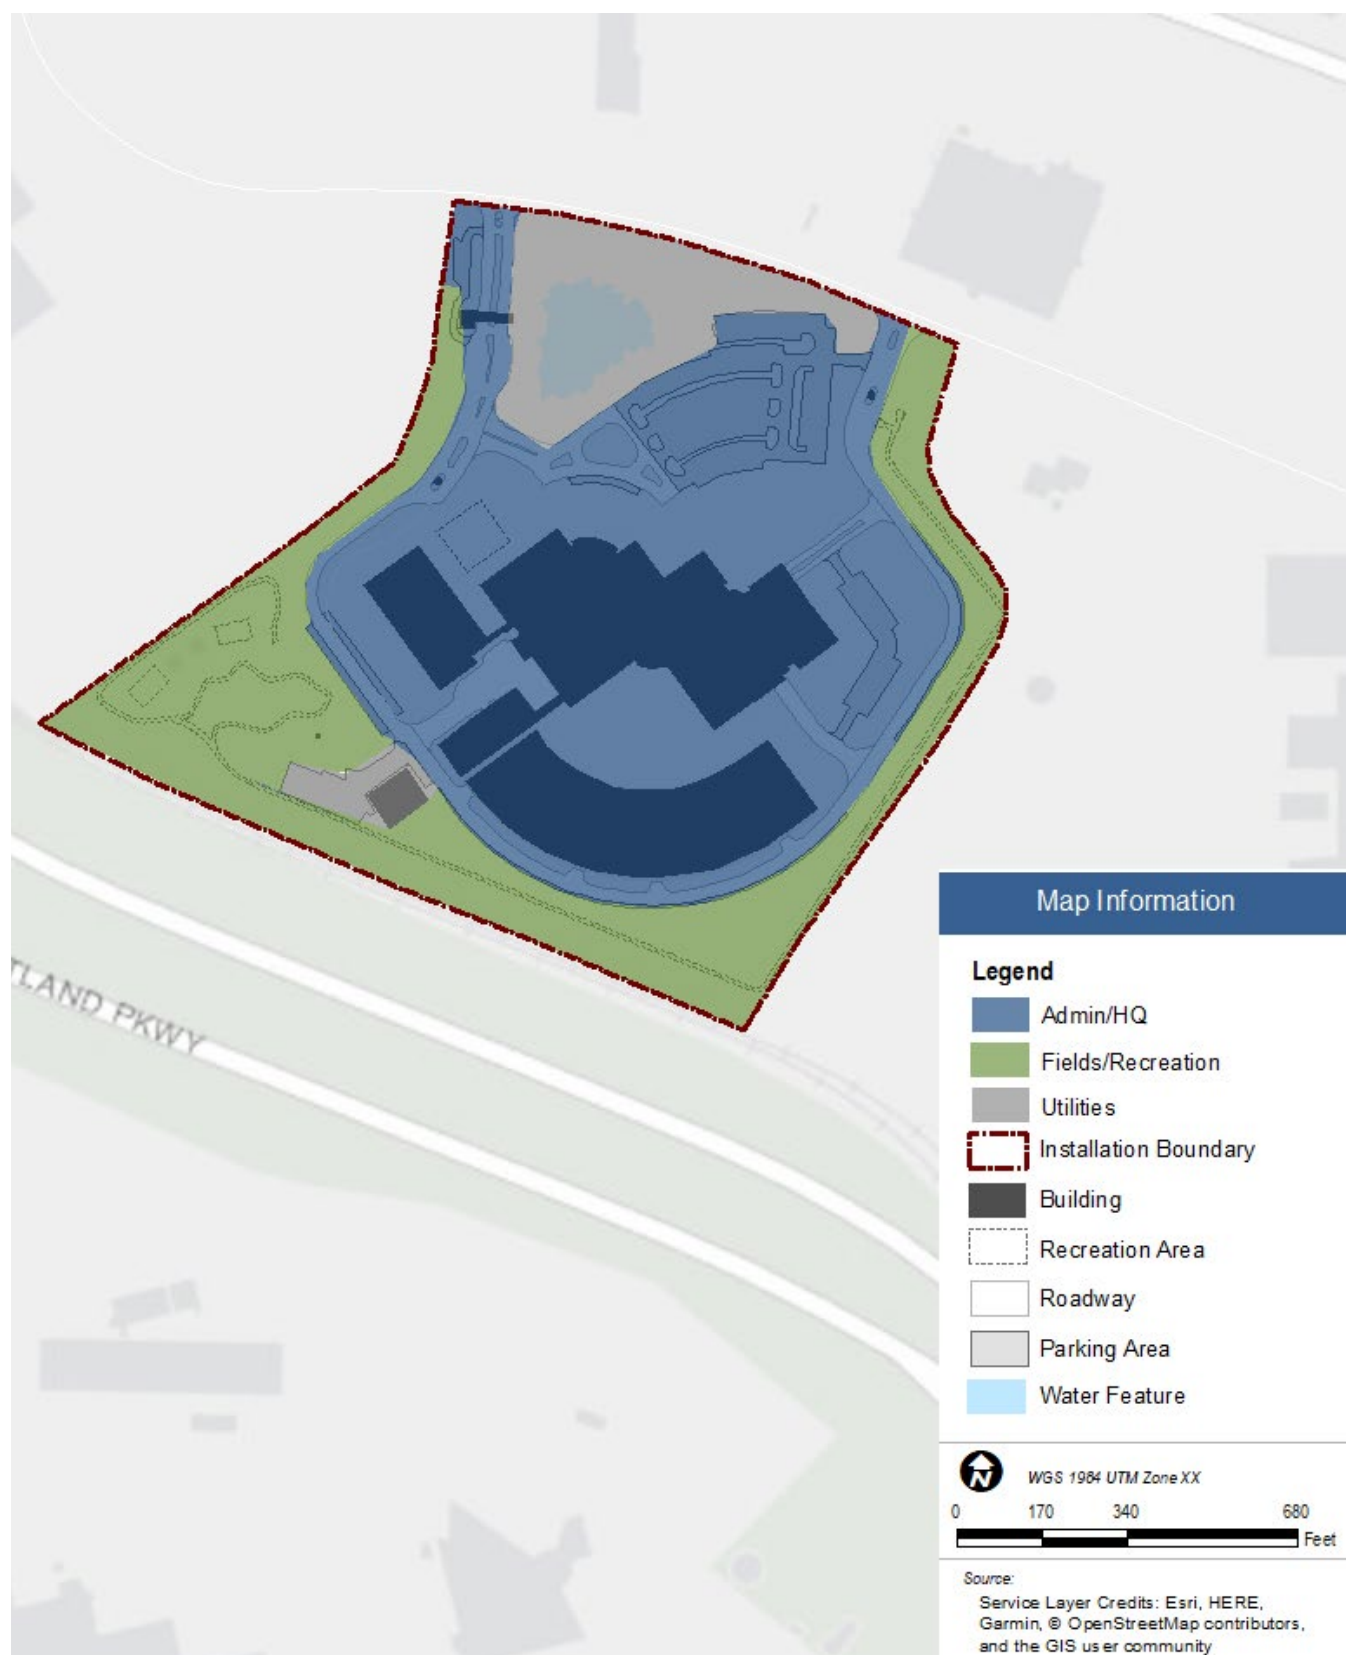 TLAND PKWY
Map Information
Legend
Admin/HQ
Fields/Recreation
Utilities
Installation Boundary
Building
Recreation Area
Roadway
Parking Area
Water Feature
N
WGS 1984 UTM Zone XX
0 170 340 680
Feet
Source:
Service Layer Credits: Esri, HERE,
Garmin, © OpenStreetMap contributors,
and the GIS user community